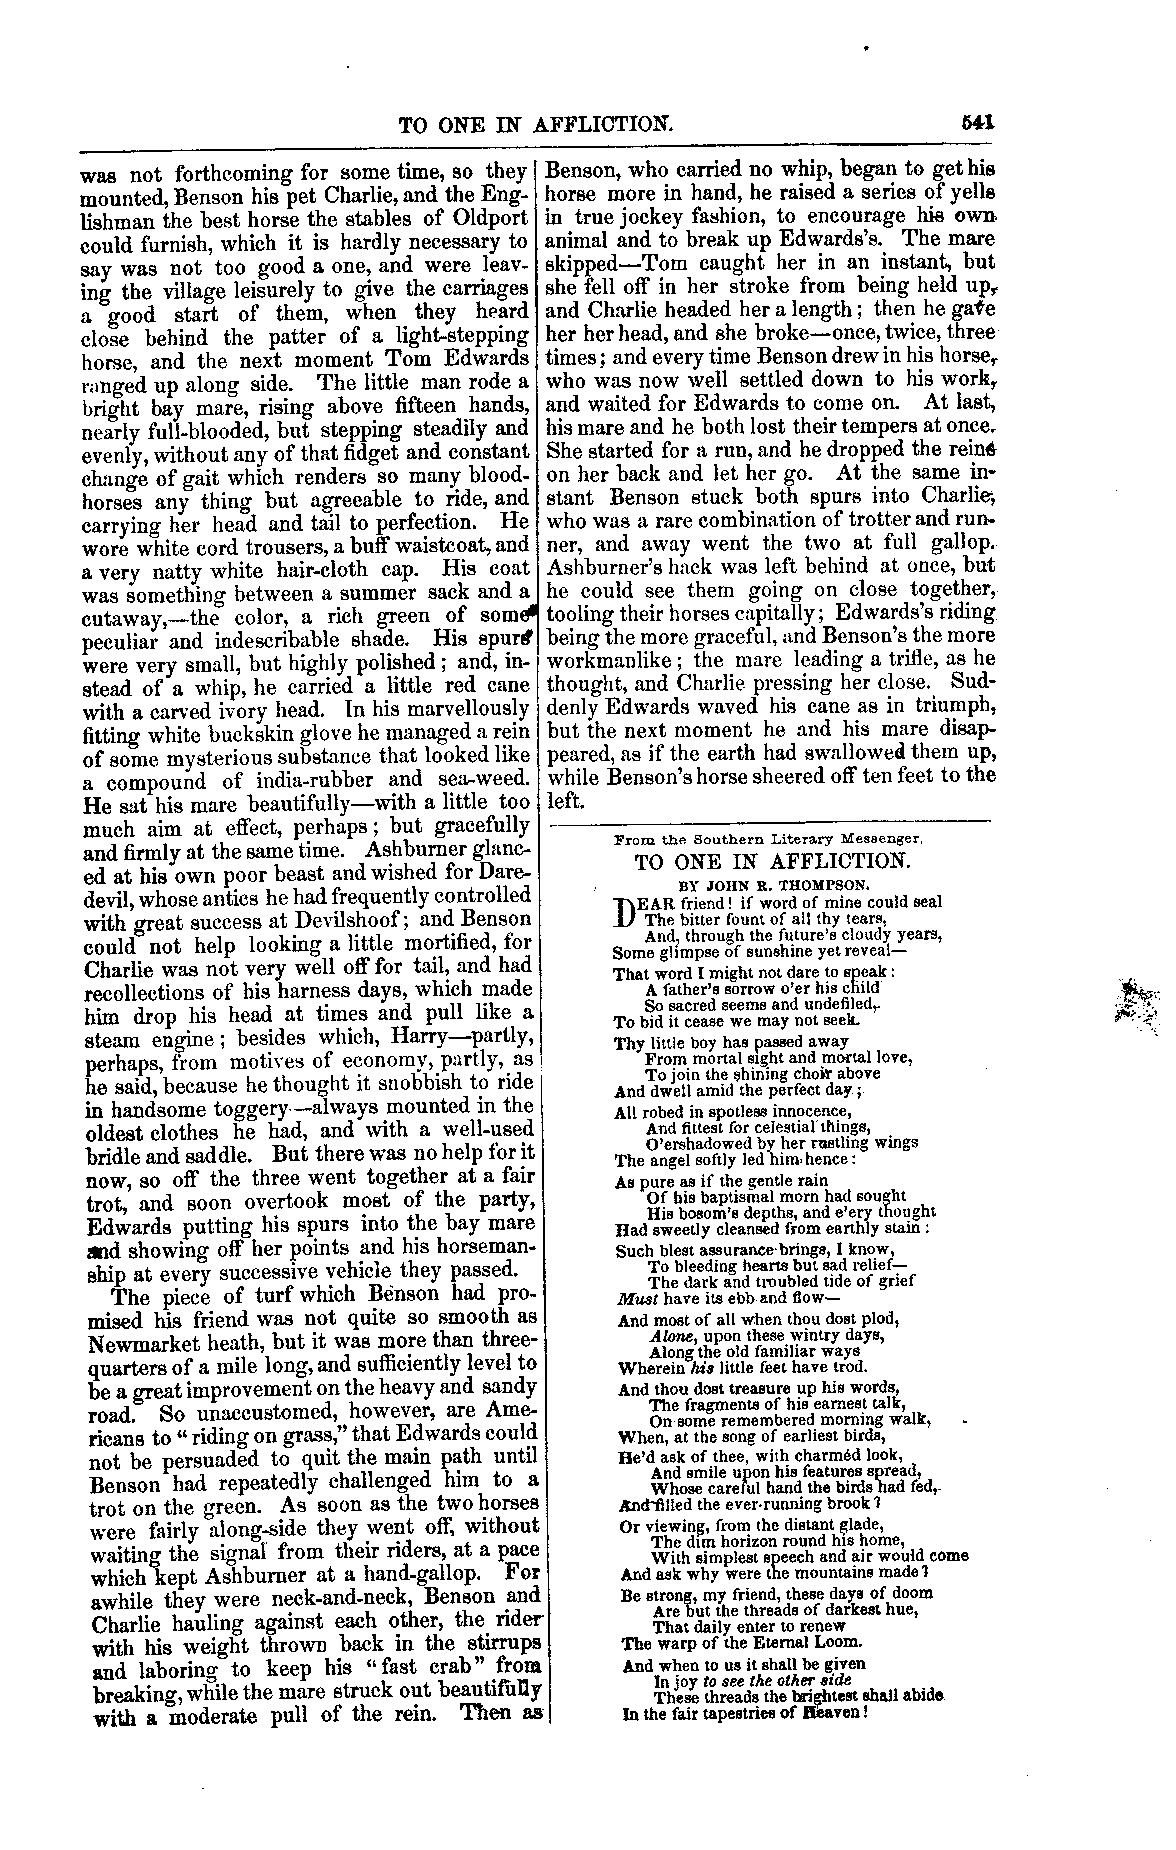 TO ONE IN AFFLICTION. 541
was not forthcoming for some time, so they
mounted, Benson his pet Charlie, and the Eng-
lishman the best horse the stables of Oldport
could furnish, which it is hardly necessary to
say was not too good a one, and were leav-
ing the village leisurely to give the carriages
a good start of them, when they heard
close behind the patter of a light-stepping
horse, and the next moment Tom Edwards
ranged up along side. The little man rode a
bright bay mare, rising above fifteen hands,
nearly full-blooded, but stepping steadily and
evenly, without any of that fidget and constant
change of gait which renders so many blood-
horses any thing but agreeable to ride, and
carrying her head and tail to perfection. He
wore white cord trousers, a buff waistcoat, and
a very natty white hair-cloth cap. His coat
was something between a summer sack and a
cutaway,—the color, a rich green of some
peculiar and indescribable shade. His spurs
were very small, but highly polished; and, in-
stead of a whip, he carried a little red cane
with a carved ivory head. In his marvellously
fitting white buckskin glove he managed a rein
of some mysterious substance that looked like
a compound of india-rubber and sea-weed.
He sat his mare beautifully—with a little too
much aim at effect, perhaps; but gracefully
and firmly at the same time. Ashburner glanc-
ed at his own poor beast and wished for Dare-
devil, whose antics he had frequently controlled
with great success at Devilshoof; and Benson
could not help looking a little mortified, for
Charlie was not very well off for tail, and had
recollections of his harness days, which made
him drop his head at times and pull like a
steam engine; besides which, Harry—partly,
perhaps, from motives of economy, partly, as
he said, because he thought it snobbish to ride
in handsome toggery—always mounted in the
oldest clothes he had, and with a well-used
bridle and saddle. But there was no help for it
now, so off the three went together at a fair
trot, and soon overtook most of the party,
Edwards putting his spurs into the bay mare
and showing off her points and his horseman-
ship at every successive vehicle they passed.
The piece of turf which Benson had pro-
mised his friend was not quite so smooth as
Newmarket heath, but it was more than three-
quarters of a mile long, and sufficiently level to
be a great improvement on the heavy and sandy
road. So unaccustomed, however, are Ame-
ricans to "riding on grass," that Edwards could
not be persuaded to quit the main path until
Benson had repeatedly challenged him to a
trot on the green. As soon as the two horses
were fairly along-side they went off, without
waiting the signal from their riders, at a pace
which kept Ashburner at a hand-gallop. For
awhile they were neck-and-neck, Benson and
Charlie hauling against each other, the rider
with his weight thrown back in the stirrups
and laboring to keep his "fast crab" from
breaking, while the mare struck out beautifully
with a moderate pull of the rein. Then as
Benson, who carried no whip, began to get his
horse more in hand, he raised a series of yells
in true jockey fashion, to encourage his own
animal and to break up Edwards's. The mare
skipped—Tom caught her in an instant, but
she fell off in her stroke from being held up,
and Charlie headed her a length; then he gave
her her head, and she broke—once, twice, three
times; and every time Benson drew in his horse,
who was now well settled down to his work,
and waited for Edwards to come on. At last,
his mare and he both lost their tempers at once.
She started for a run, and he dropped the reins
on her back and let her go. At the same in-
stant Benson stuck both spurs into Charlie,
who was a rare combination of trotter and run-
ner, and away went the two at full gallop.
Ashburner's hack was left behind at once, but
he could see them going on close together,
tooling their horses capitally; Edwards's riding
being the more graceful, and Benson's the more
workmanlike; the mare leading a trifle, as he
thought, and Charlie pressing her close. Sud-
denly Edwards waved his cane as in triumph,
but the next moment he and his mare disap-
peared, as if the earth had swallowed them up,
while Benson's horse sheered off ten feet to the
left.
From the Southern Literary Messenger.
TO ONE IN AFFLICTION.
BY JOHN R. THOMPSON.
DEAR friend! if word of mine could seal
The bitter fount of all thy tears,
And, through the future's cloudy years,
Some glimpse of sunshine yet reveal—
That word I might not dare to speak:
A father's sorrow o'er his child
So sacred seems and undefiled,
To bid it cease we may not seek.
Thy little boy has passed away
From mortal sight and mortal love,
To join the shining choir above
And dwell amid the perfect day;
All robed in spotless innocence,
And fittest for celestial things,
O'ershadowed by her rustling wings
The angel softly led him hence:
As pure as if the gentle rain
Of his baptismal morn had sought
His bosom's depths, and e'ery thought
Had sweetly cleansed from earthly stain:
Such blest assurance brings, I know,
To bleeding hearts but sad relief—
The dark and troubled tide of grief
Must have its ebb and flow—
And most of all when thou dost plod,
Alone, upon these wintry days,
Along the old familiar ways
Wherein his little feet have trod.
And thou dost treasure up his words,
The fragments of his earnest talk,
On some remembered morning walk,
When, at the song of earliest birds,
He'd ask of thee, with charméd look,
And smile upon his features spread,
Whose careful hand the birds had fed,
And filled the ever-running brook?
Or viewing, from the distant glade,
The dim horizon round his home,
With simplest speech and air would come
And ask why were the mountains made?
Be strong, my friend, these days of doom
Are but the threads of darkest hue,
That daily enter to renew
The warp of the Eternal Loom.
And when to us it shall be given
In joy to see the other side
These threads the brightest shall abide
In the fair tapestries of Heaven!